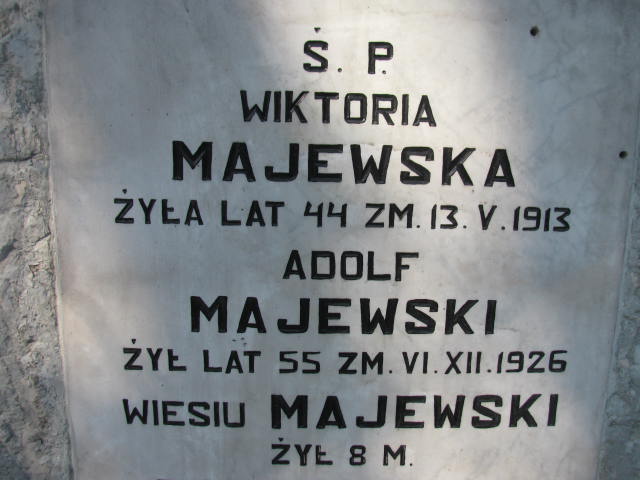 Ś. P.
WIKTORIA
MAJEWSKA
ŻYŁA LAT 44 ZM. 13. V. 1913
ADOLF
MAJEWSKI
ŻYŁ LAT 55 ZM. VI. XII. 1926
WIESIU MAJEWSKI
ŻYŁ 8 M.